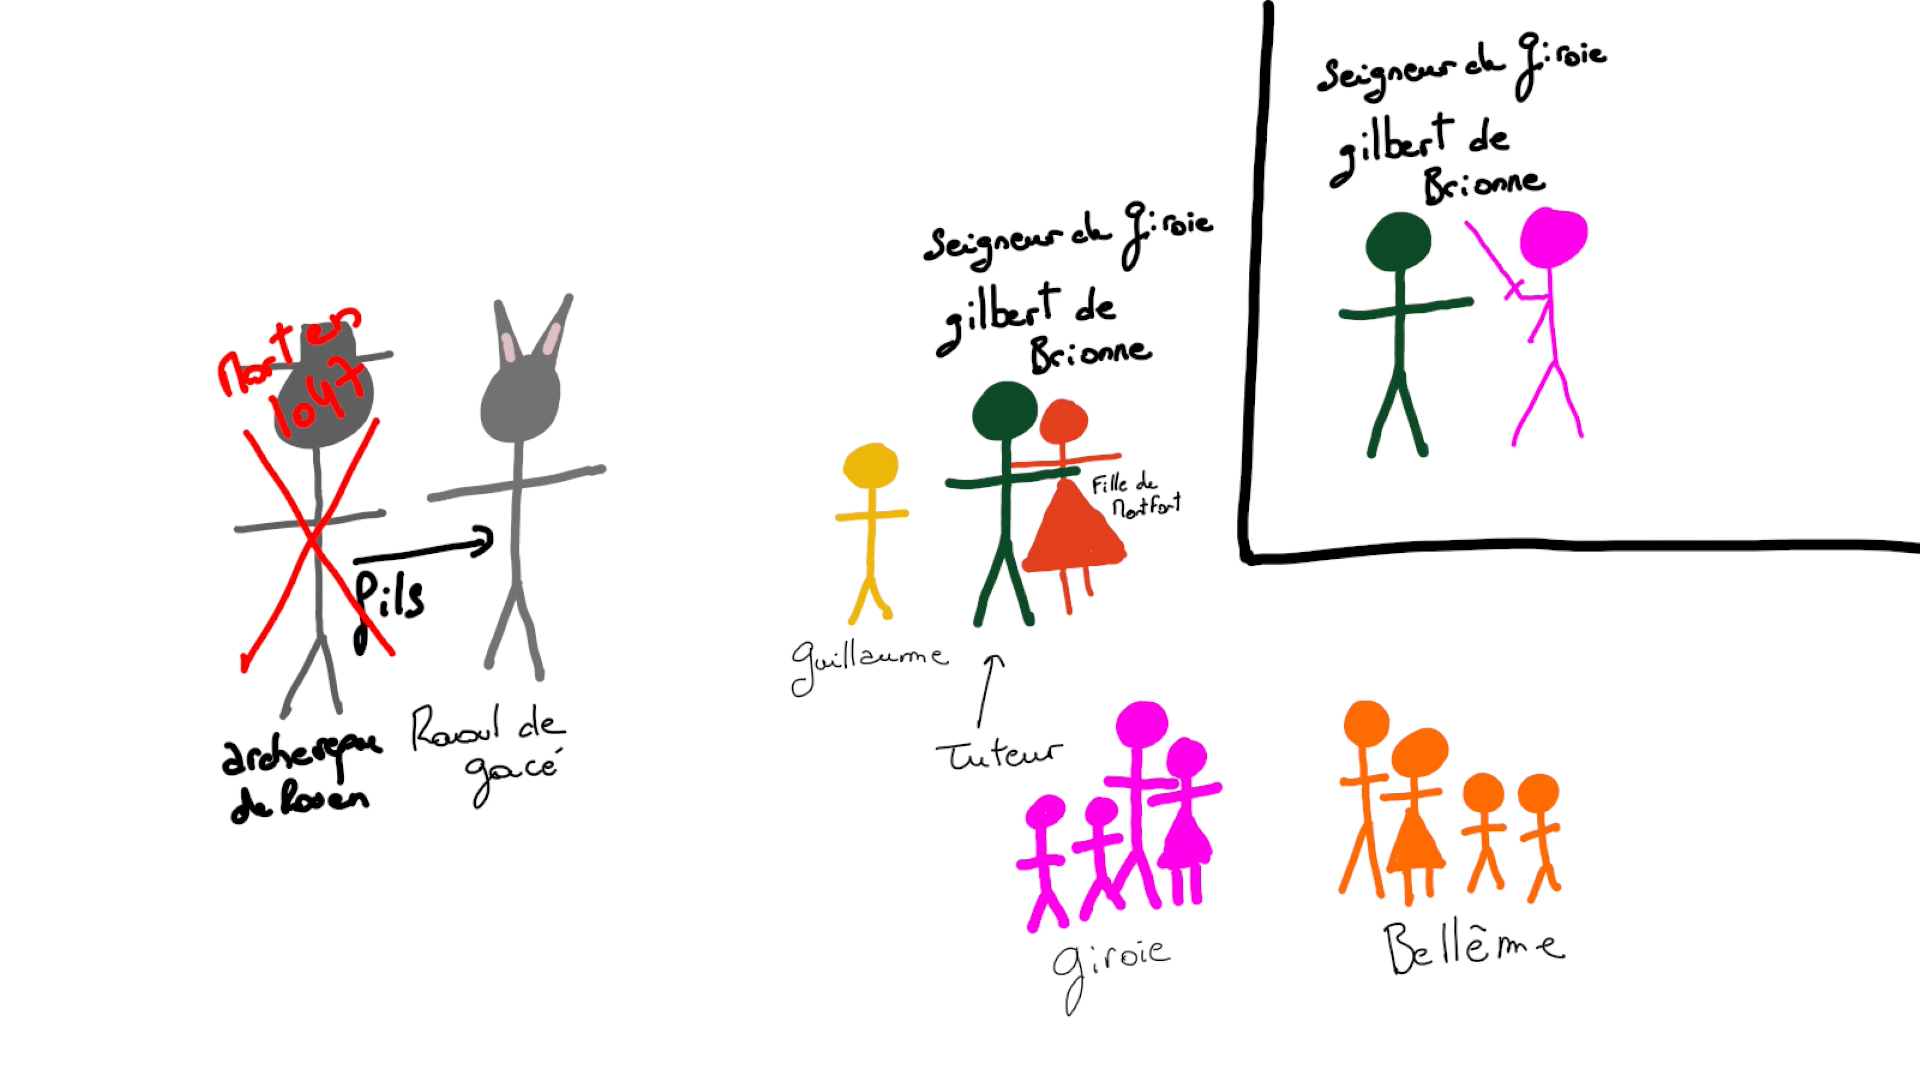 Seigneur de Giroie
gilbert de
Brionne
Seigneur de Giroie
gilbert de
Brionne
Mort en
1047
Fille de
Montfort
fils
guillaume
Tuteur
archeveque
de Rouen
Raoul de
gacé
giroie
Bellême